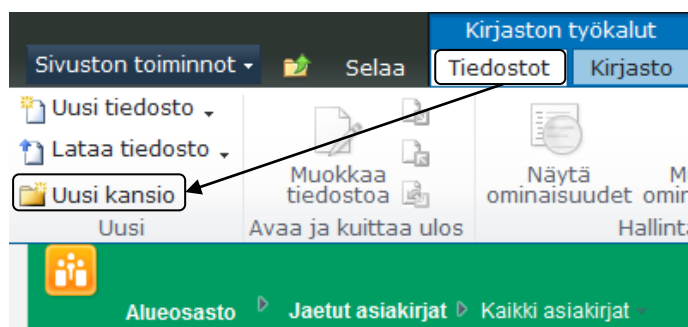 Kirjaston työkalut
Sivuston toiminnot Selaa Tiedostot Kirjasto
Uusi tiedosto
Lataa tiedosto
Uusi kansio
Muokkaa
tiedostoa
Näytä
ominaisuudet
Uusi Avaa ja kuittaa ulos
Alueosasto Jaetut asiakirjat Kaikki asiakirjat